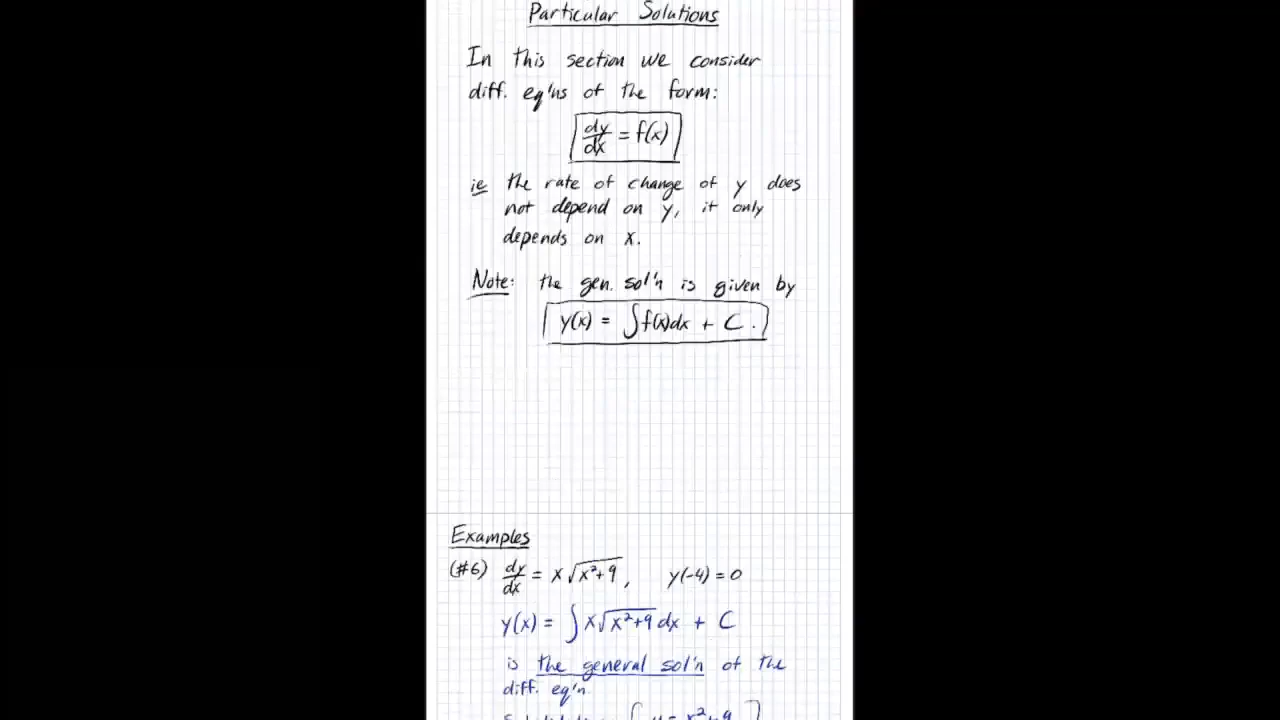 Particular Solutions
In this section we consider
diff. eq'ns of the form:
dy/dx = f(x)
ie the rate of change of y does
not depend on y, it only
depends on x.
Note: the gen. sol'n is given by
y(x) = ∫f(x)dx + C.
Examples
(#6) dy/dx = x√(x²+9), y(-4) = 0
y(x) = ∫x√(x²+9) dx + C
is the general sol'n of the
diff. eq'n.
[u = x²+9]